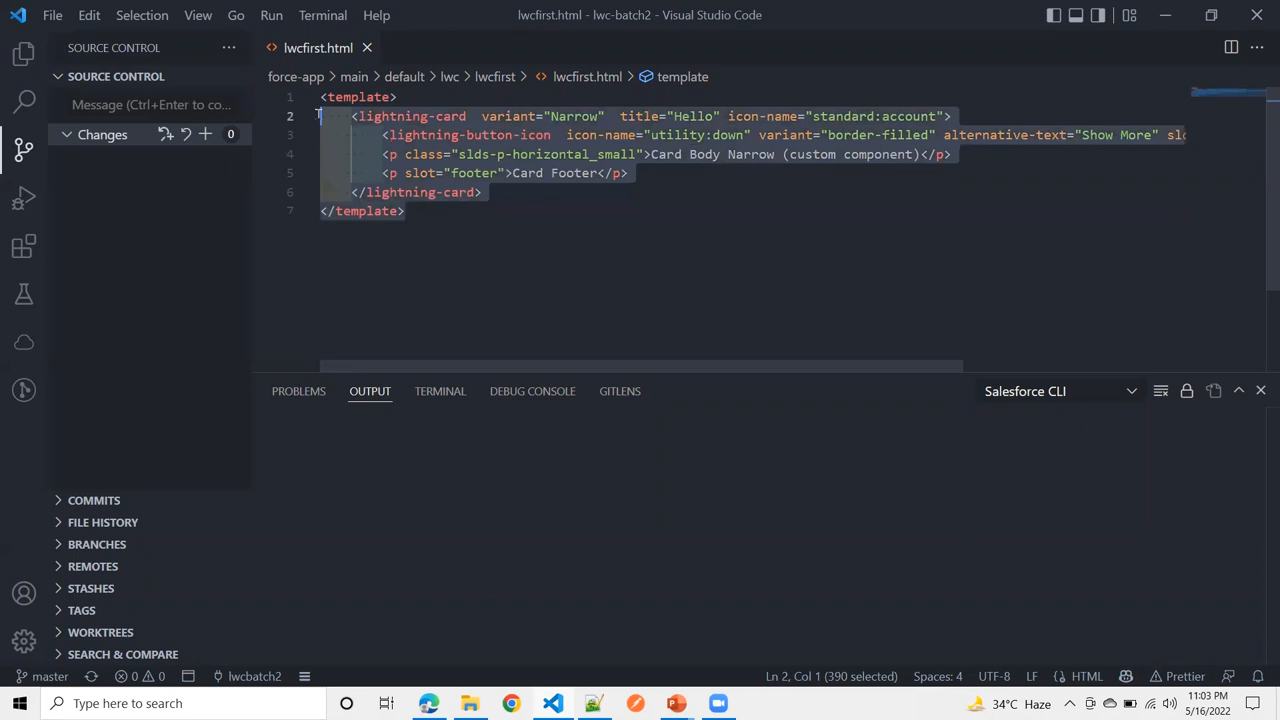 File Edit Selection View Go Run Terminal Help lwcfirst.html - lwc-batch2 - Visual Studio Code
SOURCE CONTROL ···
lwcfirst.html
SOURCE CONTROL
force-app > main > default > lwc > lwcfirst > lwcfirst.html > template
Message (Ctrl+Enter to co...
Changes 0
1 <template>
2 <lightning-card variant="Narrow" title="Hello" icon-name="standard:account">
3 <lightning-button-icon icon-name="utility:down" variant="border-filled" alternative-text="Show More" slo
4 <p class="slds-p-horizontal_small">Card Body Narrow (custom component)</p>
5 <p slot="footer">Card Footer</p>
6 </lightning-card>
7 </template>
PROBLEMS OUTPUT TERMINAL DEBUG CONSOLE GITLENS Salesforce CLI
COMMITS
FILE HISTORY
BRANCHES
REMOTES
STASHES
TAGS
WORKTREES
SEARCH & COMPARE
master 0 0 lwcbatch2 Ln 2, Col 1 (390 selected) Spaces: 4 UTF-8 LF HTML Prettier
Type here to search 34°C Haze 11:03 PM
5/16/2022